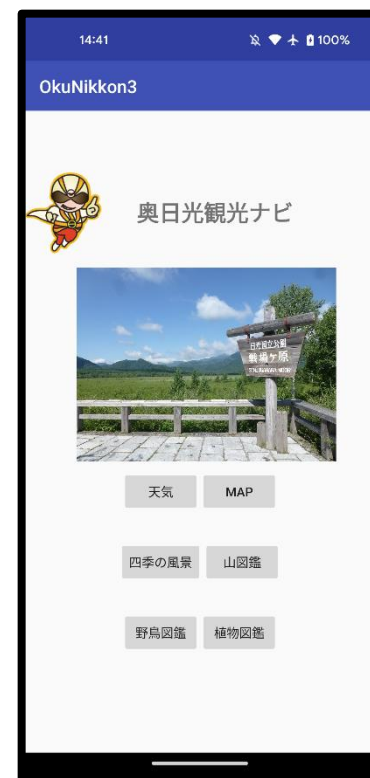 14:41 100%
OkuNikkon3
奥日光観光ナビ
日光国立公園
戦場ヶ原
SENJOGAHARA MOOR
天気 MAP
四季の風景 山図鑑
野鳥図鑑 植物図鑑